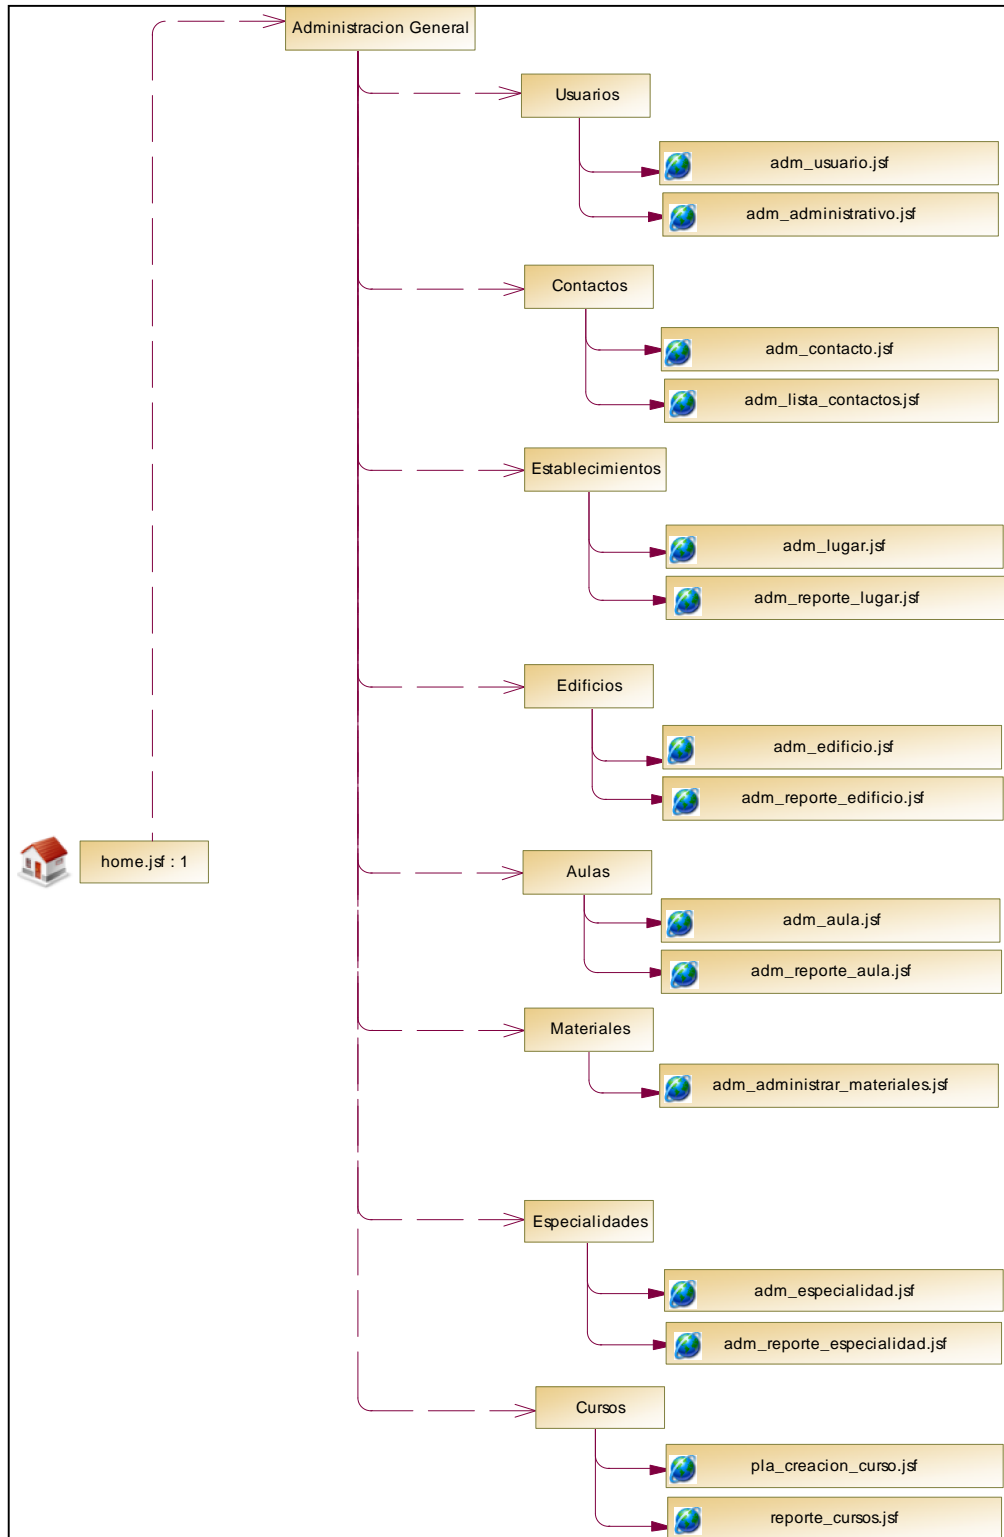 Administracion General
Usuarios
adm_usuario.jsf
adm_administrativo.jsf
Contactos
adm_contacto.jsf
adm_lista_contactos.jsf
Establecimientos
adm_lugar.jsf
adm_reporte_lugar.jsf
Edificios
adm_edificio.jsf
adm_reporte_edificio.jsf
home.jsf : 1
Aulas
adm_aula.jsf
adm_reporte_aula.jsf
Materiales
adm_administrar_materiales.jsf
Especialidades
adm_especialidad.jsf
adm_reporte_especialidad.jsf
Cursos
pla_creacion_curso.jsf
reporte_cursos.jsf